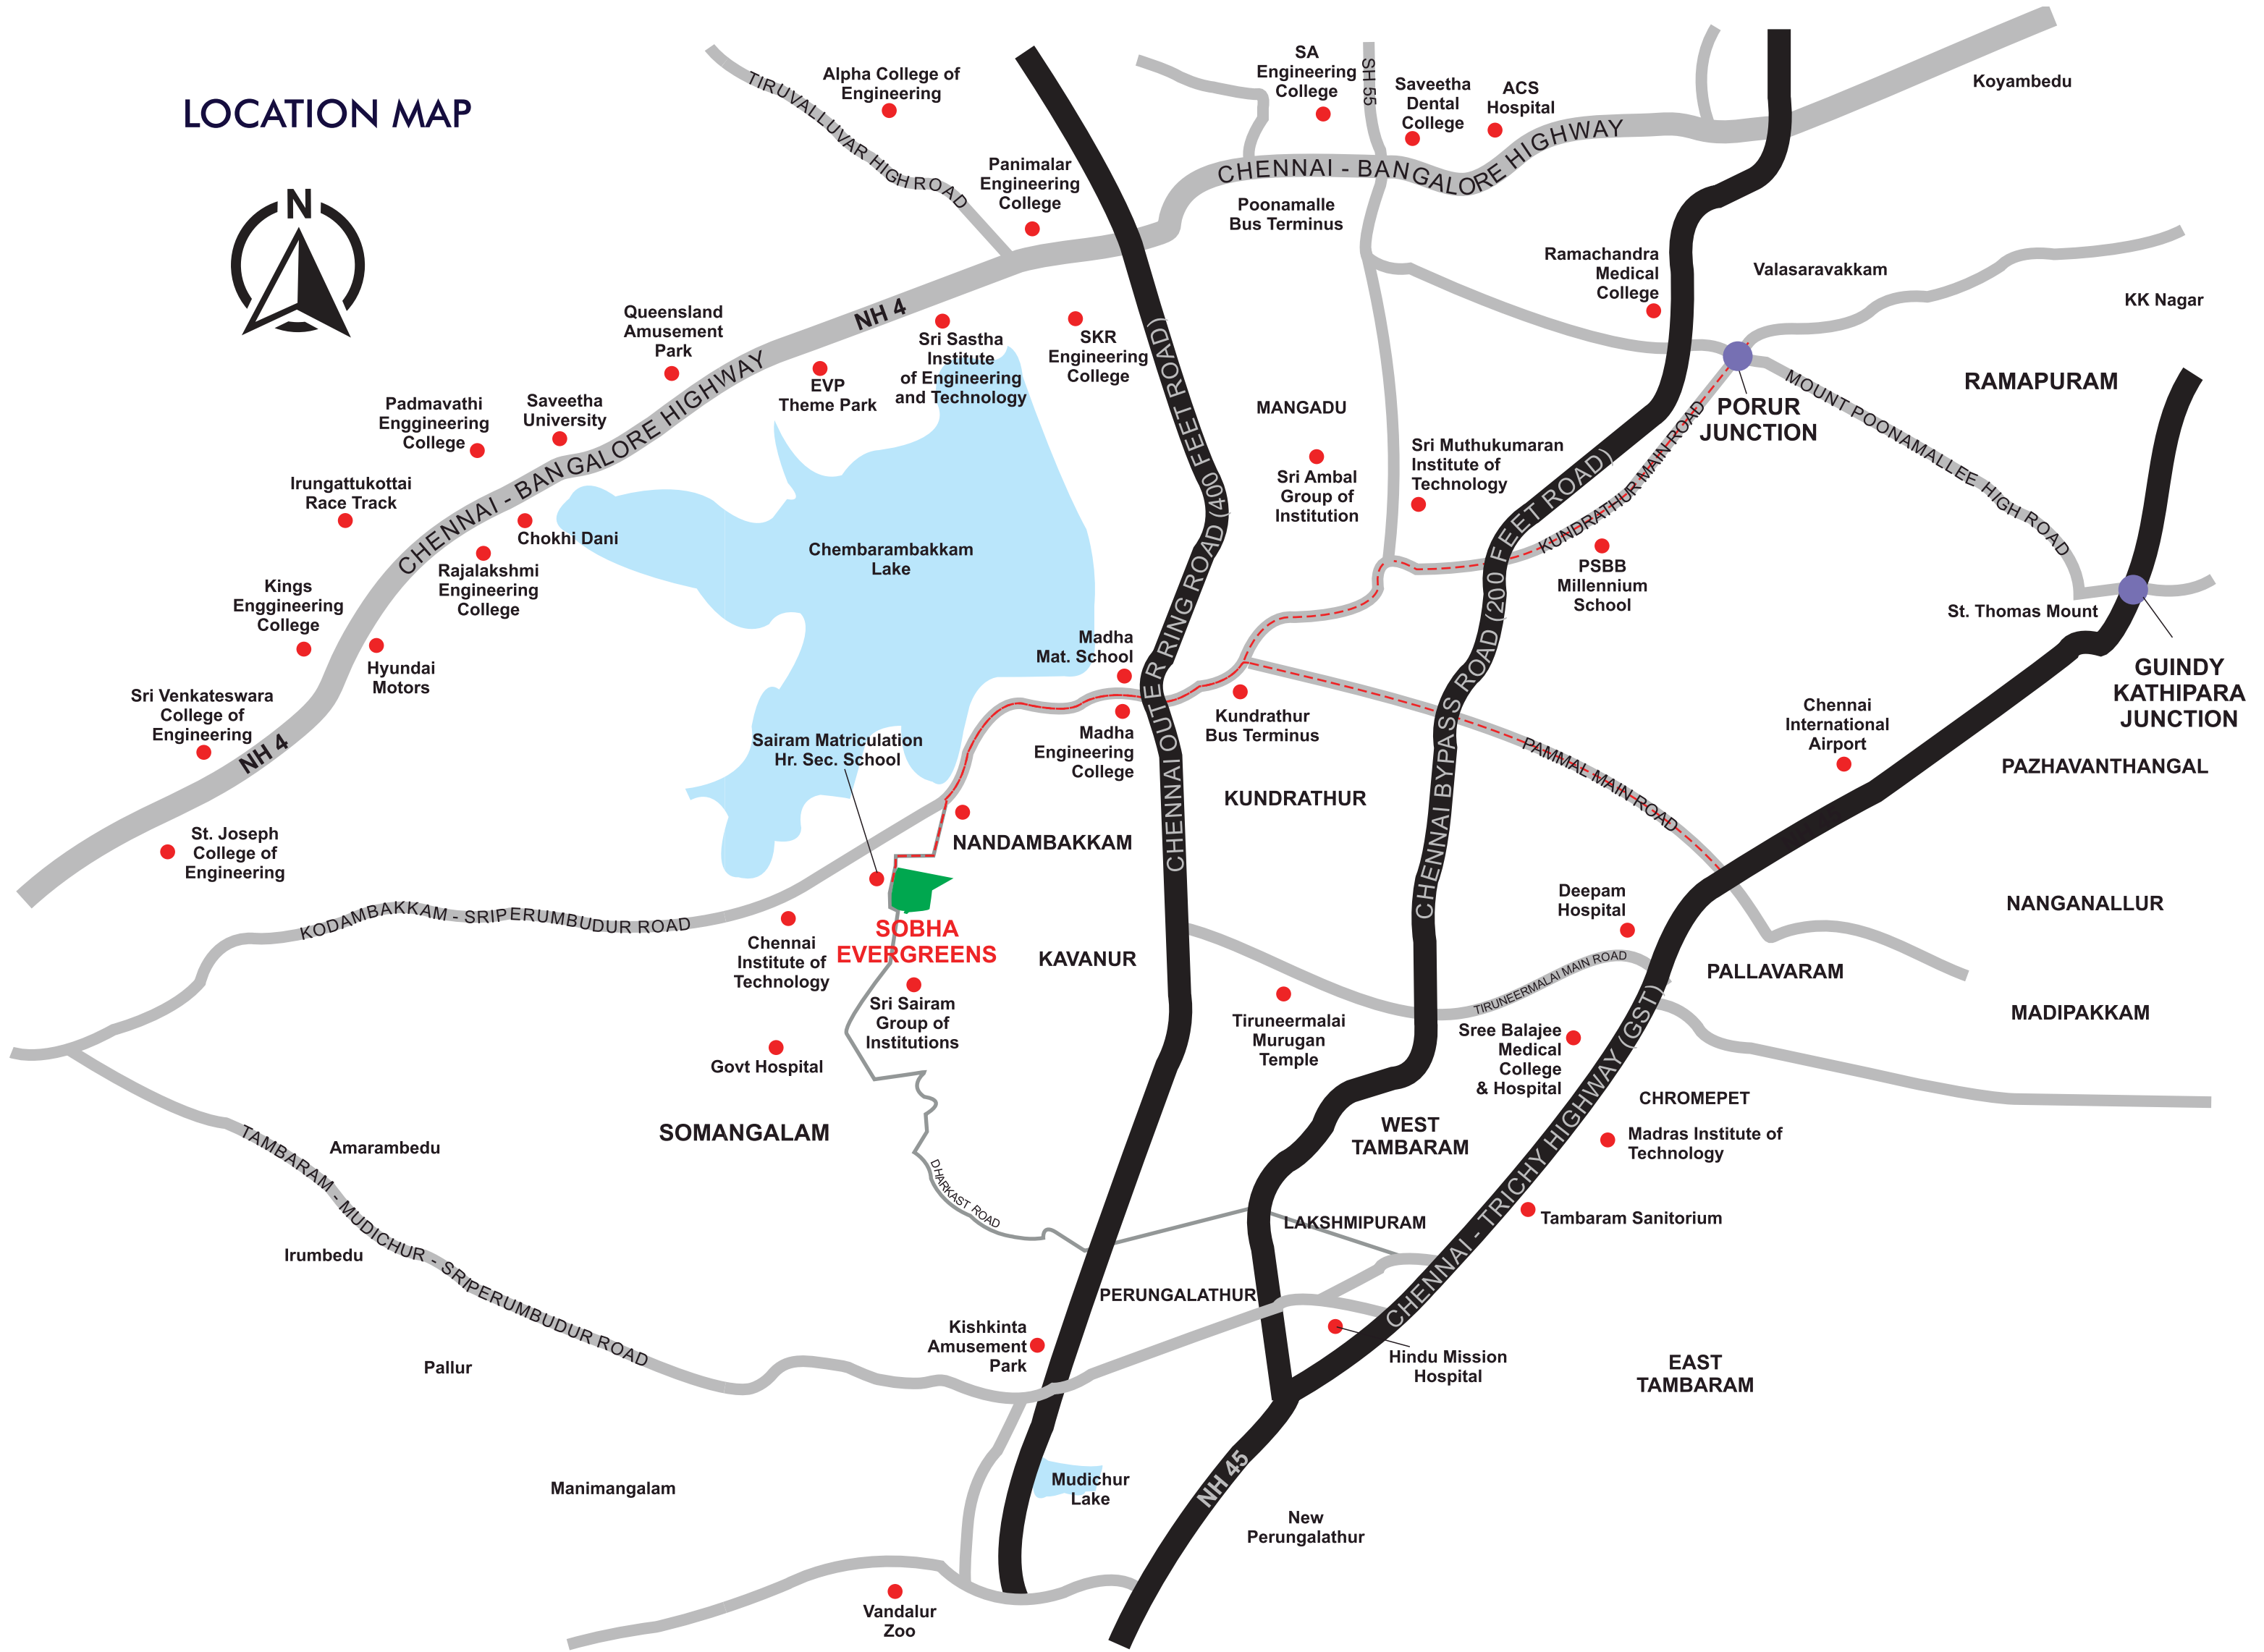 LOCATION MAP
N
TIRUVALLUVAR HIGH ROAD
Alpha College of
Engineering
Panimalar
Engineering
College
SA
Engineering
College
SH 55
Saveetha
Dental
College
ACS
Hospital
Koyambedu
CHENNAI - BANGALORE HIGHWAY
Poonamalle
Bus Terminus
Ramachandra
Medical
College
Valasaravakkam
KK Nagar
Queensland
Amusement
Park
NH 4
Sri Sastha
Institute
of Engineering
and Technology
SKR
Engineering
College
EVP
Theme Park
RAMAPURAM
MANGADU
PORUR
JUNCTION
MOUNT POONAMALLEE HIGH ROAD
Padmavathi
Enggineering
College
Saveetha
University
CHENNAI - BANGALORE HIGHWAY
Irungattukottai
Race Track
Chokhi Dani
Rajalakshmi
Engineering
College
Chembarambakkam
Lake
CHENNAI OUTER RING ROAD (400 FEET ROAD)
Sri Ambal
Group of
Institution
Sri Muthukumaran
Institute of
Technology
KUNDRATHUR MAIN ROAD
PSBB
Millennium
School
CHENNAI BYPASS ROAD (200 FEET ROAD)
St. Thomas Mount
GUINDY
KATHIPARA
JUNCTION
Kings
Enggineering
College
Hyundai
Motors
Madha
Mat. School
Sri Venkateswara
College of
Engineering
NH 4
Sairam Matriculation
Hr. Sec. School
Madha
Engineering
College
Kundrathur
Bus Terminus
Chennai
International
Airport
PAMMAL MAIN ROAD
PAZHAVANTHANGAL
KUNDRATHUR
NANDAMBAKKAM
St. Joseph
College of
Engineering
KODAMBAKKAM - SRIPERUMBUDUR ROAD
SOBHA
EVERGREENS
Chennai
Institute of
Technology
KAVANUR
Deepam
Hospital
NANGANALLUR
TIRUNEERMALAI MAIN ROAD
PALLAVARAM
MADIPAKKAM
Sri Sairam
Group of
Institutions
Govt Hospital
Tiruneermalai
Murugan
Temple
Sree Balajee
Medical
College
& Hospital
CHROMEPET
Madras Institute of
Technology
CHENNAI - TRICHY HIGHWAY (GST)
SOMANGALAM
WEST
TAMBARAM
Amarambedu
TAMBARAM - MUDICHUR - SRIPERUMBUDUR ROAD
DHARKAST ROAD
LAKSHMIPURAM
Tambaram Sanitorium
Irumbedu
PERUNGALATHUR
Kishkinta
Amusement
Park
Hindu Mission
Hospital
EAST
TAMBARAM
Pallur
Manimangalam
Mudichur
Lake
NH 45
New
Perungalathur
Vandalur
Zoo